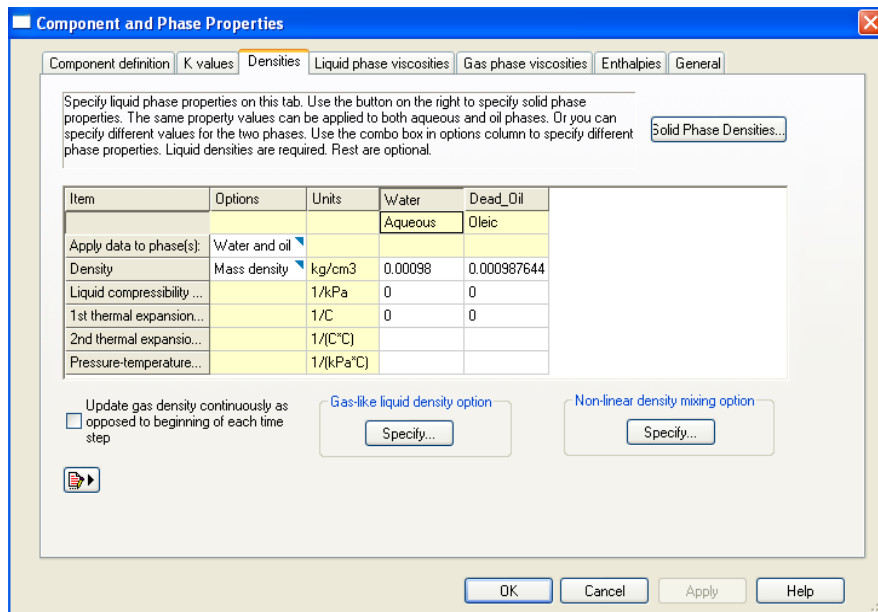 Component and Phase Properties
Component definition K values Densities Liquid phase viscosities Gas phase viscosities Enthalpies General
Specify liquid phase properties on this tab. Use the button on the right to specify solid phase
properties. The same property values can be applied to both aqueous and oil phases. Or you can
specify different values for the two phases. Use the combo box in options column to specify different
phase properties. Liquid densities are required. Rest are optional.
Solid Phase Densities...
Item Options Units Water Dead_Oil
Aqueous Oleic
Apply data to phase(s): Water and oil
Density Mass density kg/cm3 0.00098 0.000987644
Liquid compressibility ... 1/kPa 0 0
1st thermal expansion... 1/C 0 0
2nd thermal expansio... 1/(C*C)
Pressure-temperature... 1/(kPa*C)
Update gas density continuously as
opposed to beginning of each time
step
Gas-like liquid density option
Specify...
Non-linear density mixing option
Specify...
OK Cancel Apply Help